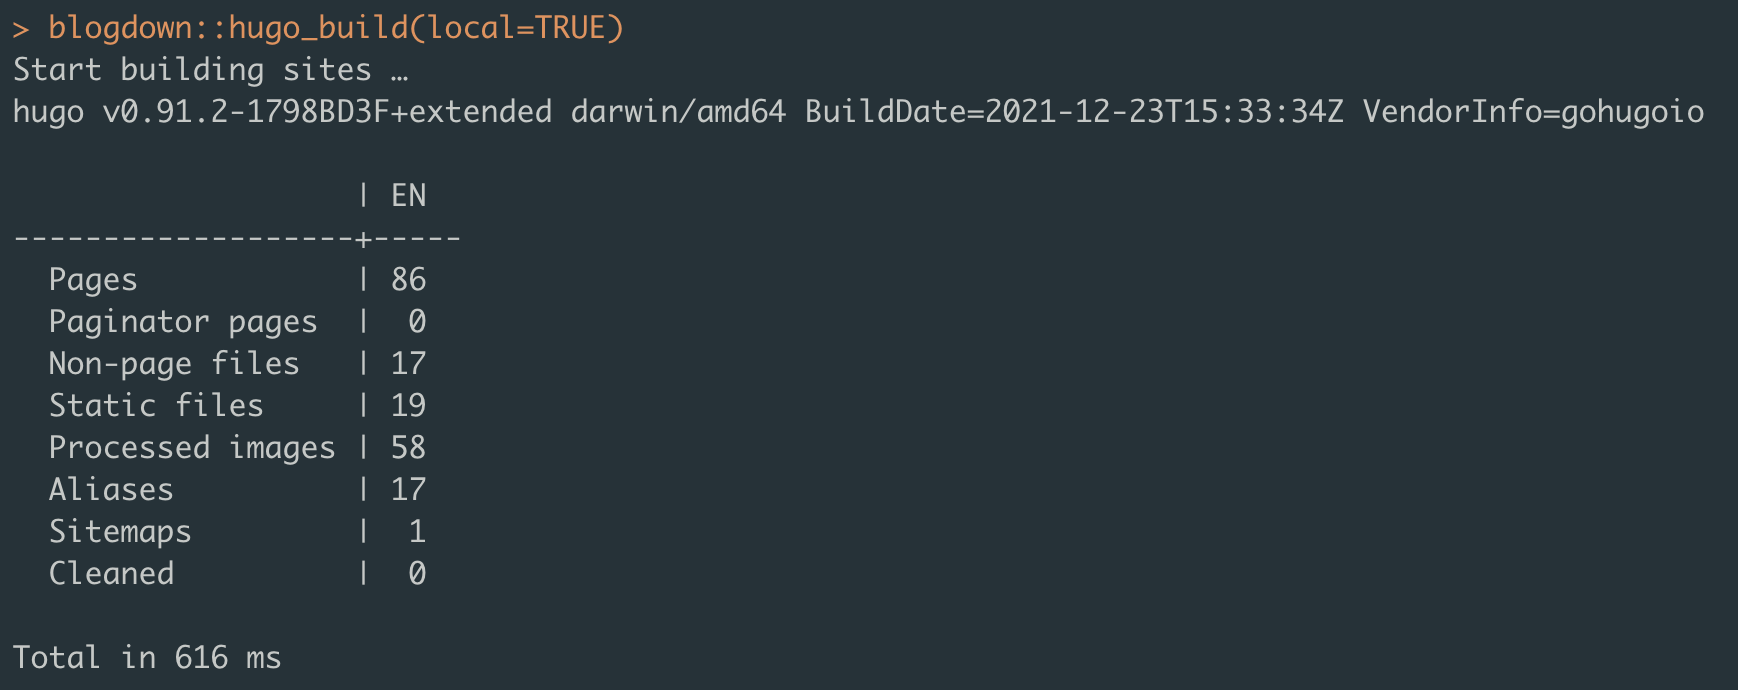 > blogdown::hugo_build(local=TRUE)
Start building sites …
hugo v0.91.2-1798BD3F+extended darwin/amd64 BuildDate=2021-12-23T15:33:34Z VendorInfo=gohugoio
                   | EN
-------------------+-----
  Pages            | 86
  Paginator pages  |  0
  Non-page files   | 17
  Static files     | 19
  Processed images | 58
  Aliases          | 17
  Sitemaps         |  1
  Cleaned          |  0
Total in 616 ms